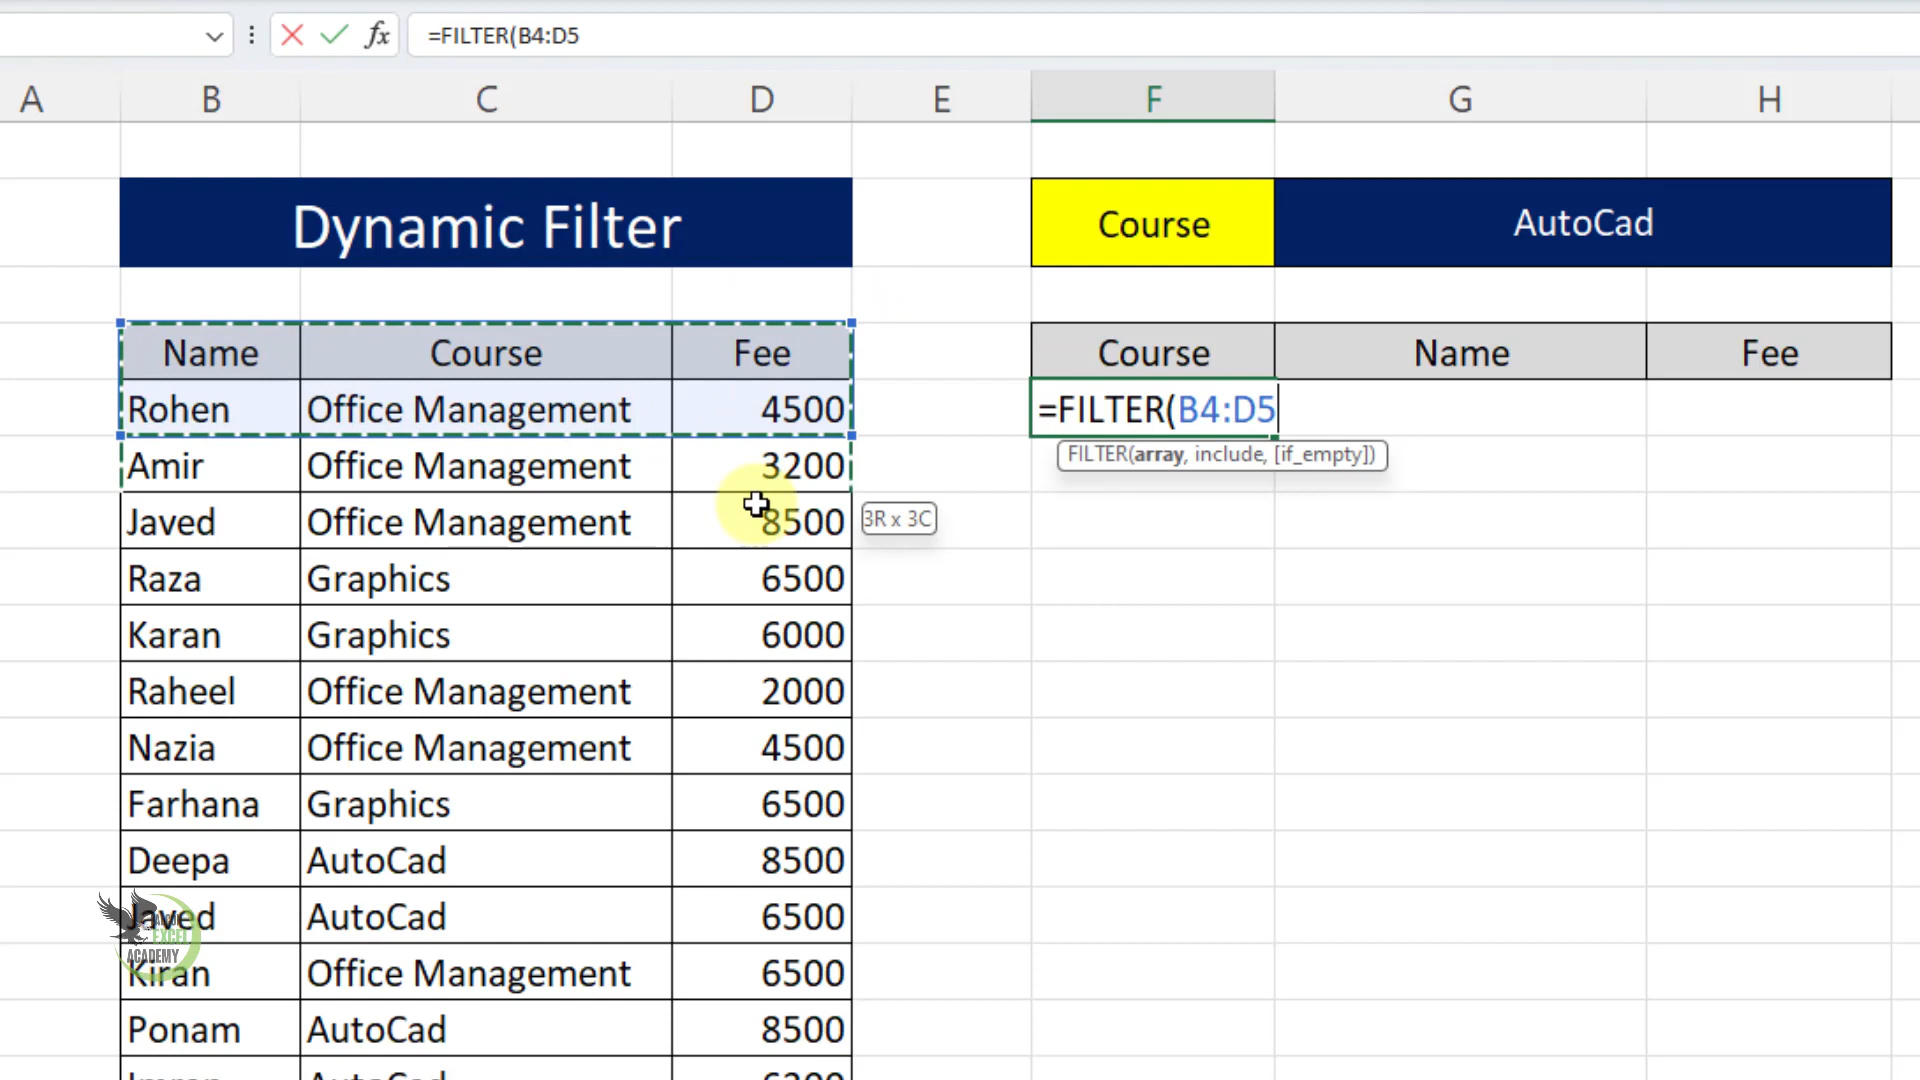 =FILTER(B4:D5
A B C D E F G H
Dynamic Filter
Course AutoCad
Name Course Fee
Course Name Fee
Rohen Office Management 4500
=FILTER(B4:D5
FILTER(array, include, [if_empty])
Amir Office Management 3200
Javed Office Management 8500
3R x 3C
Raza Graphics 6500
Karan Graphics 6000
Raheel Office Management 2000
Nazia Office Management 4500
Farhana Graphics 6500
Deepa AutoCad 8500
Javed AutoCad 6500
EXCEL
ACADEMY
Kiran Office Management 6500
Ponam AutoCad 8500